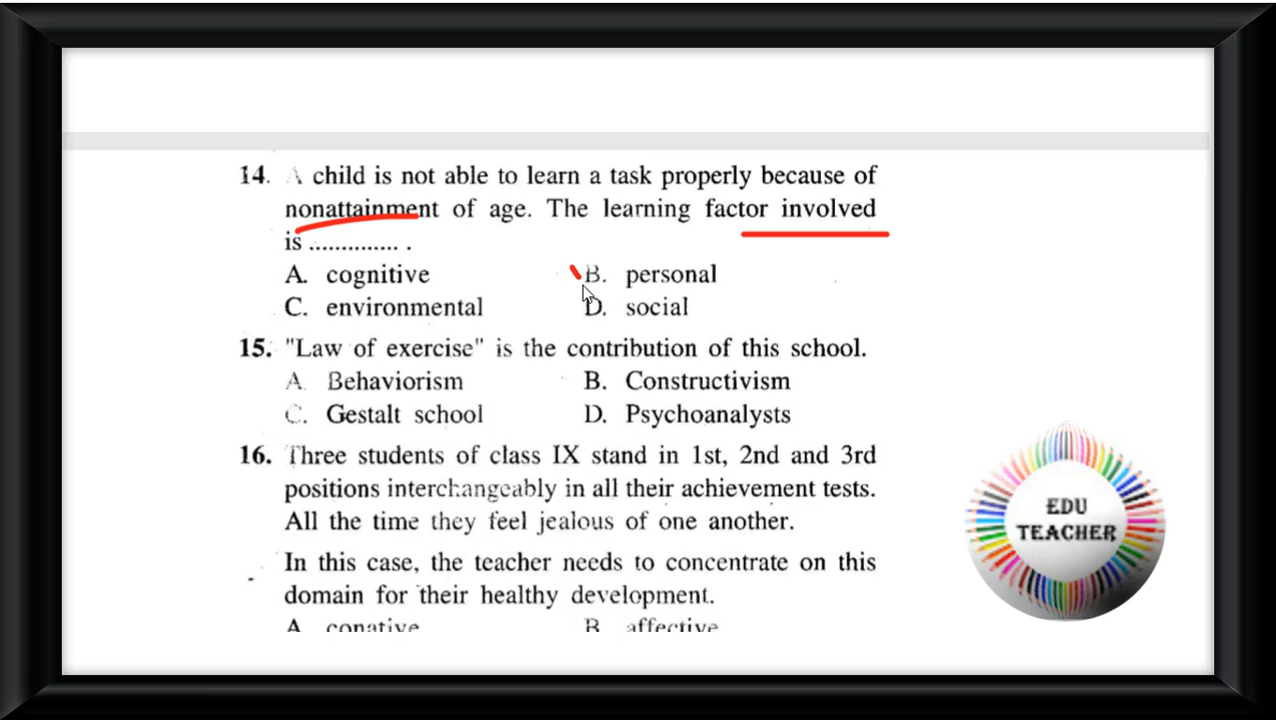 14. A child is not able to learn a task properly because of
nonattainment of age. The learning factor involved
is .............. .
A. cognitive B. personal
C. environmental D. social
15. "Law of exercise" is the contribution of this school.
A. Behaviorism B. Constructivism
C. Gestalt school D. Psychoanalysts
16. Three students of class IX stand in 1st, 2nd and 3rd
positions interchangeably in all their achievement tests.
All the time they feel jealous of one another.
In this case, the teacher needs to concentrate on this
domain for their healthy development.
A conative B affective
EDU
TEACHER